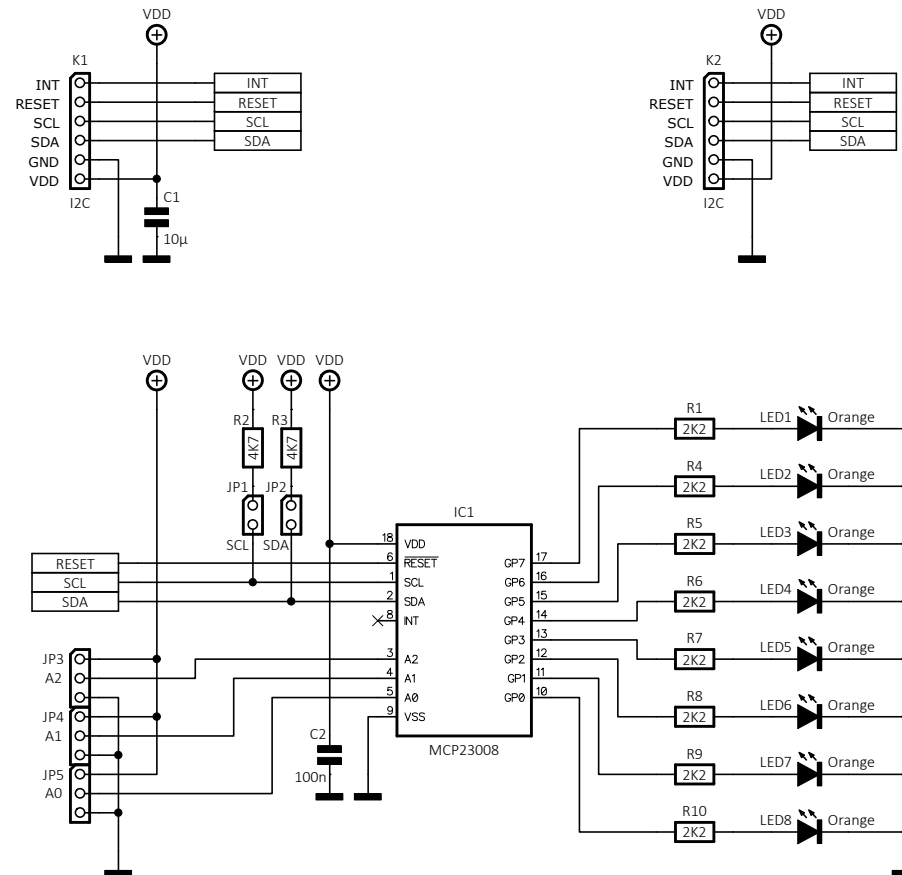 VDD
K1
INT
RESET
SCL
SDA
GND
VDD
I2C
INT
RESET
SCL
SDA
C1
10µ
VDD
K2
INT
RESET
SCL
SDA
GND
VDD
I2C
INT
RESET
SCL
SDA
VDD
VDD VDD VDD
R2 R3
4K7 4K7
JP1 JP2
SCL SDA
RESET
SCL
SDA
JP3
A2
JP4
A1
JP5
A0
C2
100n
IC1
18 VDD
6 RESET
1 SCL
2 SDA
8 INT
3 A2
4 A1
5 A0
9 VSS
GP7 17
GP6 16
GP5 15
GP4 14
GP3 13
GP2 12
GP1 11
GP0 10
MCP23008
R1
2K2
LED1 Orange
R4
2K2
LED2 Orange
R5
2K2
LED3 Orange
R6
2K2
LED4 Orange
R7
2K2
LED5 Orange
R8
2K2
LED6 Orange
R9
2K2
LED7 Orange
R10
2K2
LED8 Orange